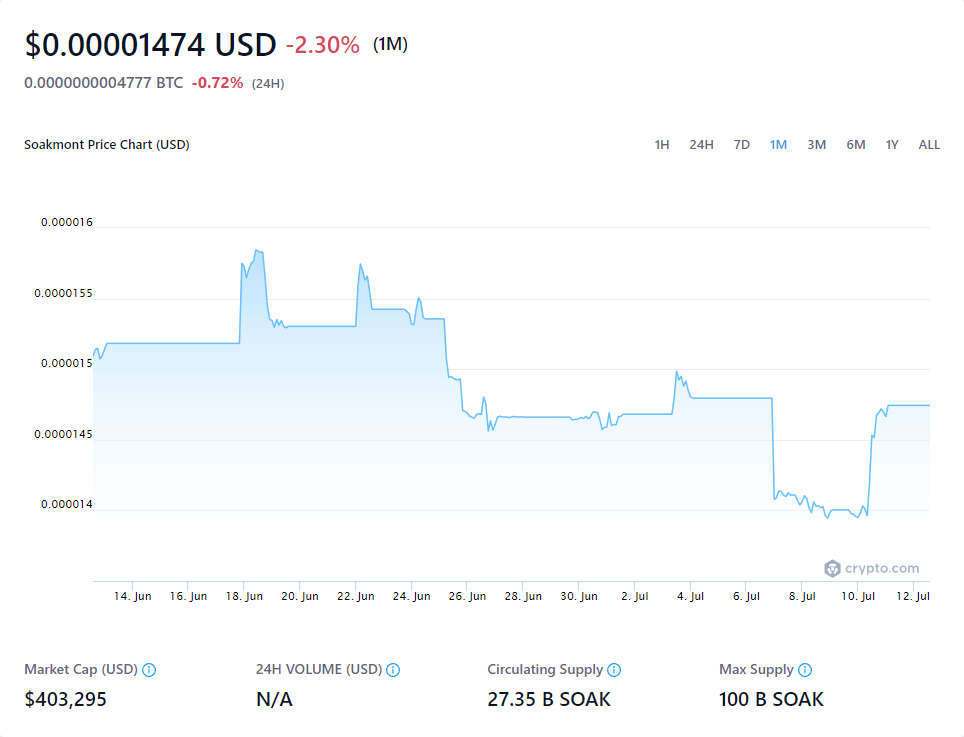 $0.00001474 USD -2.30% (1M)
0.0000000004777 BTC -0.72% (24H)
Soakmont Price Chart (USD) 1H 24H 7D 1M 3M 6M 1Y ALL
0.000016
0.0000155
0.000015
0.0000145
0.000014
crypto.com
14. Jun 16. Jun 18. Jun 20. Jun 22. Jun 24. Jun 26. Jun 28. Jun 30. Jun 2. Jul 4. Jul 6. Jul 8. Jul 10. Jul 12. Jul
Market Cap (USD) 24H VOLUME (USD) Circulating Supply Max Supply
$403,295 N/A 27.35 B SOAK 100 B SOAK